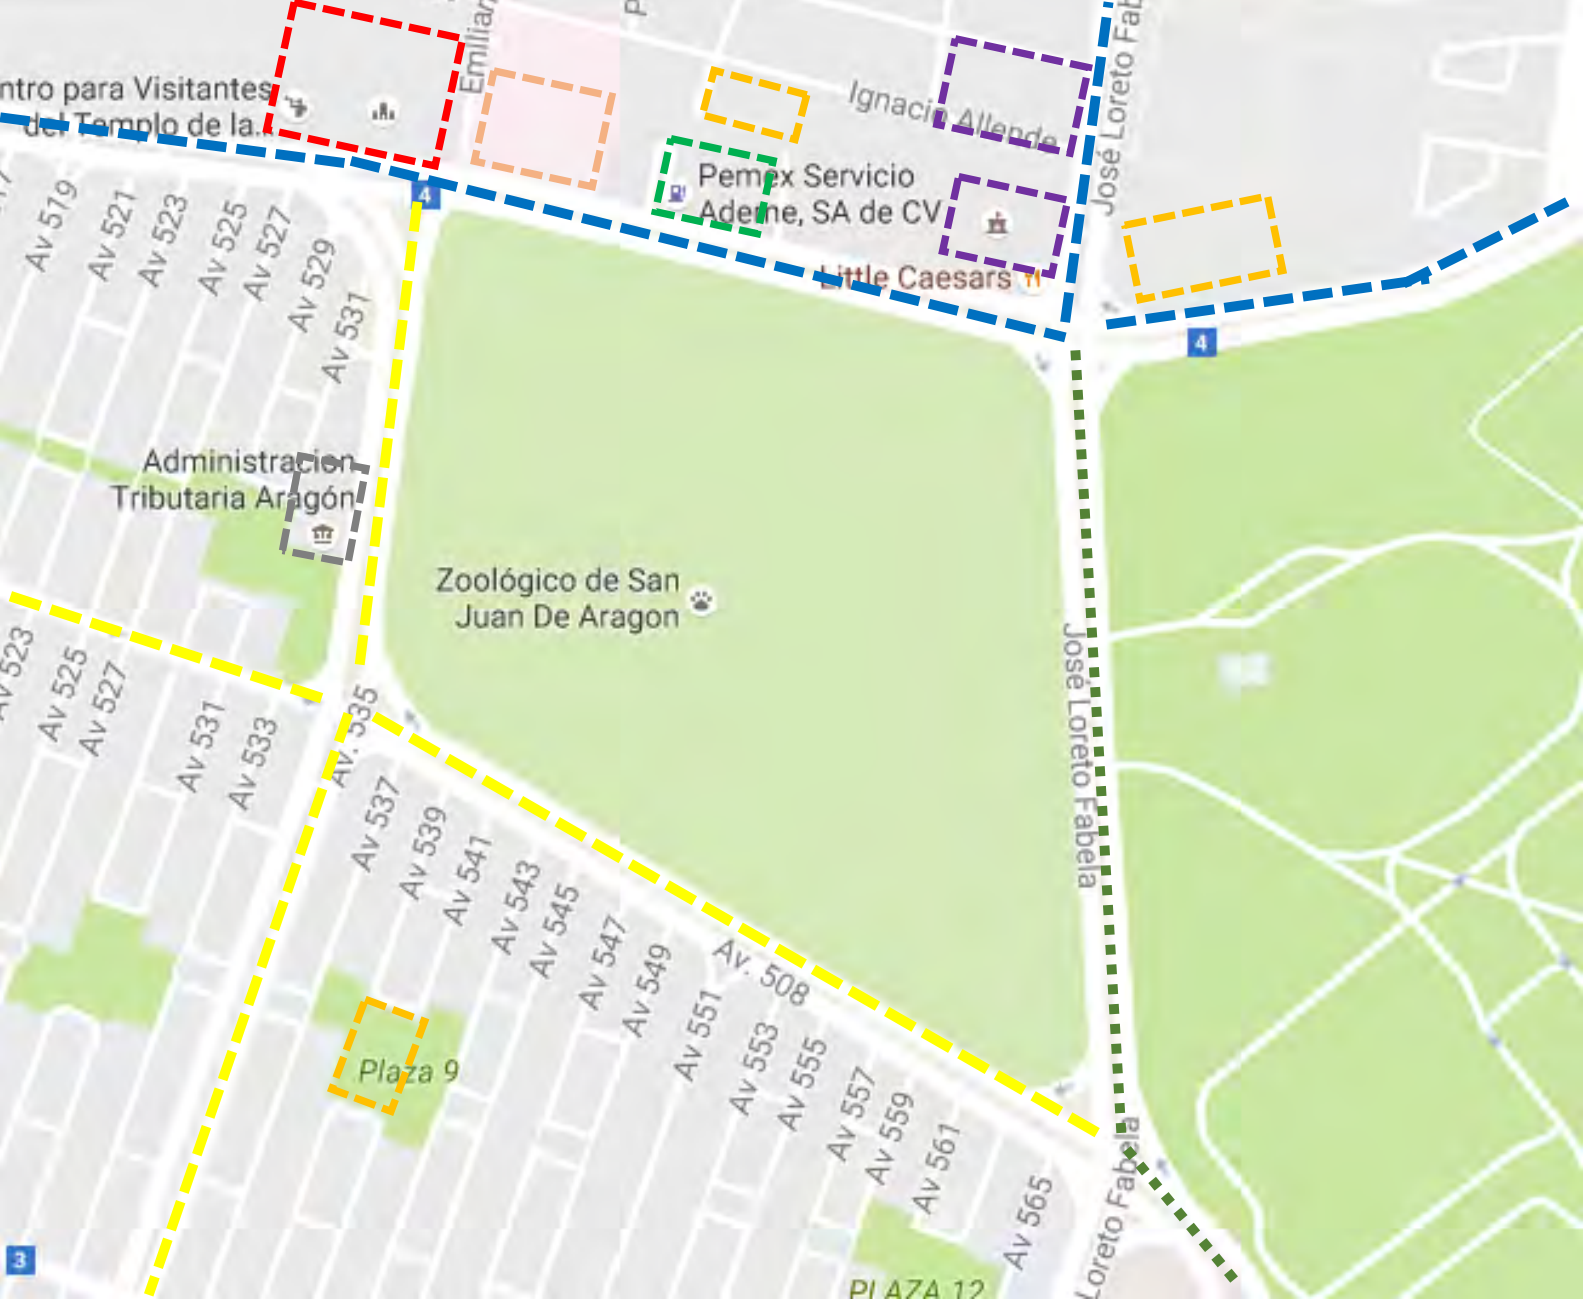 Emilian
P
José Loreto Fab
ntro para Visitantes
del Templo de la...
Ignacio Allende
Pemex Servicio
Aderne, SA de CV
Little Caesars
4
4
Av 519
Av 521
Av 523
Av 525
Av 527
Av 529
Av 531
Administracion
Tributaria Aragón
Zoológico de San
Juan De Aragon
José Loreto Fabela
Av 523
Av 525
Av 527
Av 531
Av 533
Av. 535
Av 537
Av 539
Av 541
Av 543
Av 545
Av 547
Av 549
Av 551
Av 553
Av 555
Av 557
Av 559
Av 561
Av 565
Av. 508
Plaza 9
PLAZA 12
Loreto Fabela
3